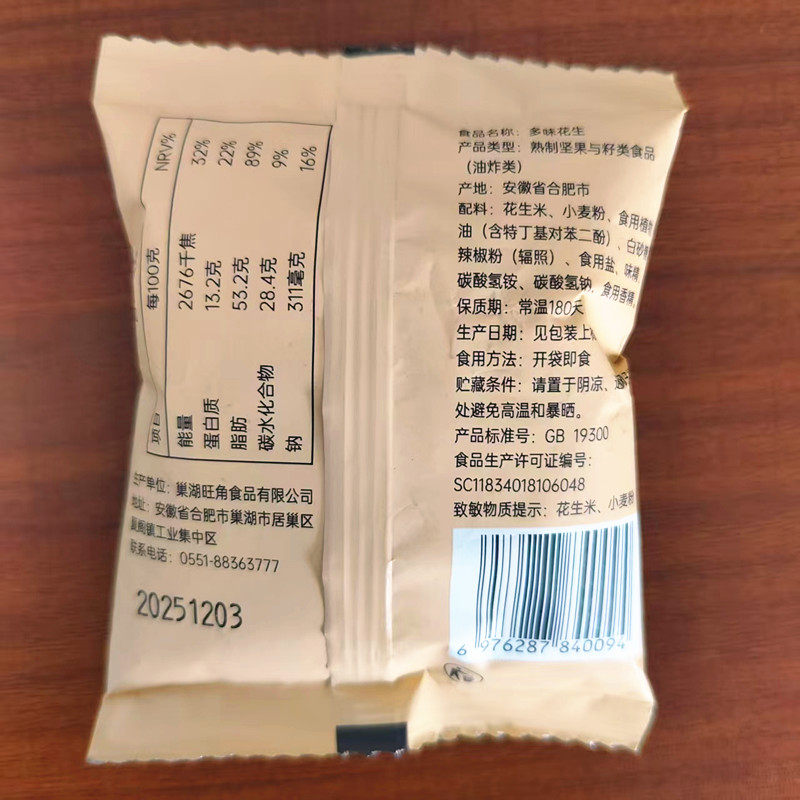 项目 每100克 NRV%
能量 2676千焦 32%
蛋白质 13.2克 22%
脂肪 53.2克 89%
碳水化合物 28.4克 9%
钠 311毫克 16%
生产单位：巢湖旺角食品有限公司
地址：安徽省合肥市巢湖市居巢区
镇工业集中区
联系电话：0551-88363777
20251203
食品名称：多味花生
产品类型：熟制坚果与籽类食品
（油炸类）
产地：安徽省合肥市
配料：花生米、小麦粉、食用植物
油（含特丁基对苯二酚）、白砂糖
辣椒粉（辐照）、食用盐、味精、
碳酸氢铵、碳酸氢钠、食用香精
保质期：常温180天
生产日期：见包装上
食用方法：开袋即食
贮藏条件：请置于阴凉、通
处避免高温和暴晒。
产品标准号：GB 19300
食品生产许可证编号：
SC11834018106048
致敏物质提示：花生米、小麦粉
6 976287 840094